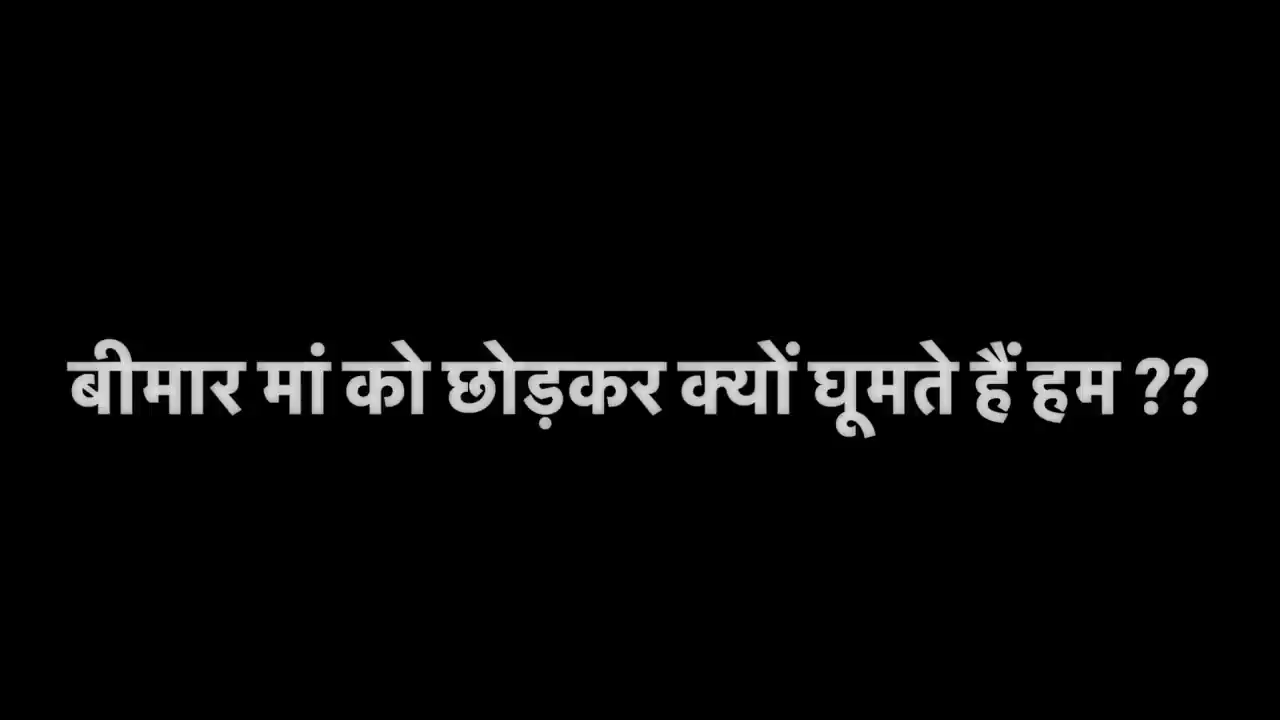 बीमार मां को छोड़कर क्यों घूमते हैं हम ??